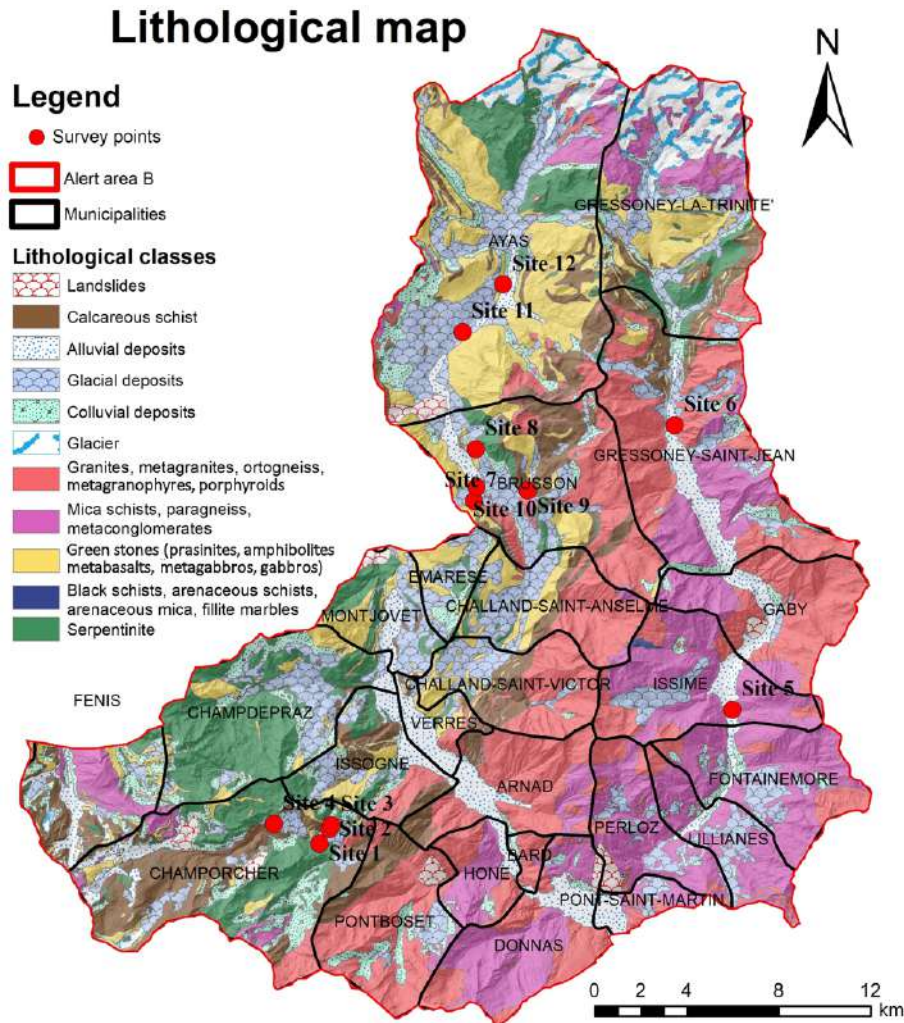 Lithological map
N
Legend
Survey points
Alert area B
Municipalities
Lithological classes
Landslides
Calcareous schist
Alluvial deposits
Glacial deposits
Colluvial deposits
Glacier
Granites, metagranites, ortogneiss,
metagranophyres, porphyroids
Mica schists, paragneiss,
metaconglomerates
Green stones (prasinites, amphibolites
metabasalts, metagabbros, gabbros)
Black schists, arenaceous schists,
arenaceous mica, fillite marbles
Serpentinite
GRESSONEY-LA-TRINITE'
AYAS
Site 12
Site 11
Site 6
Site 8
GRESSONEY-SAINT-JEAN
Site 7
BRUSSON
Site 10
Site 9
EMARESE
CHALLAND-SAINT-ANSELME
MONTJOVET
GABY
CHALLAND-SAINT-VICTOR
ISSIME
FENIS
CHAMPDEPRAZ
Site 5
VERRES
ISSOGNE
FONTAINEMORE
ARNAD
Site 4
Site 3
Site 2
PERLOZ
LILLIANES
Site 1
BARD
CHAMPORCHER
HONE
PONT-SAINT-MARTIN
PONTBOSET
DONNAS
0 2 4 8 12
km